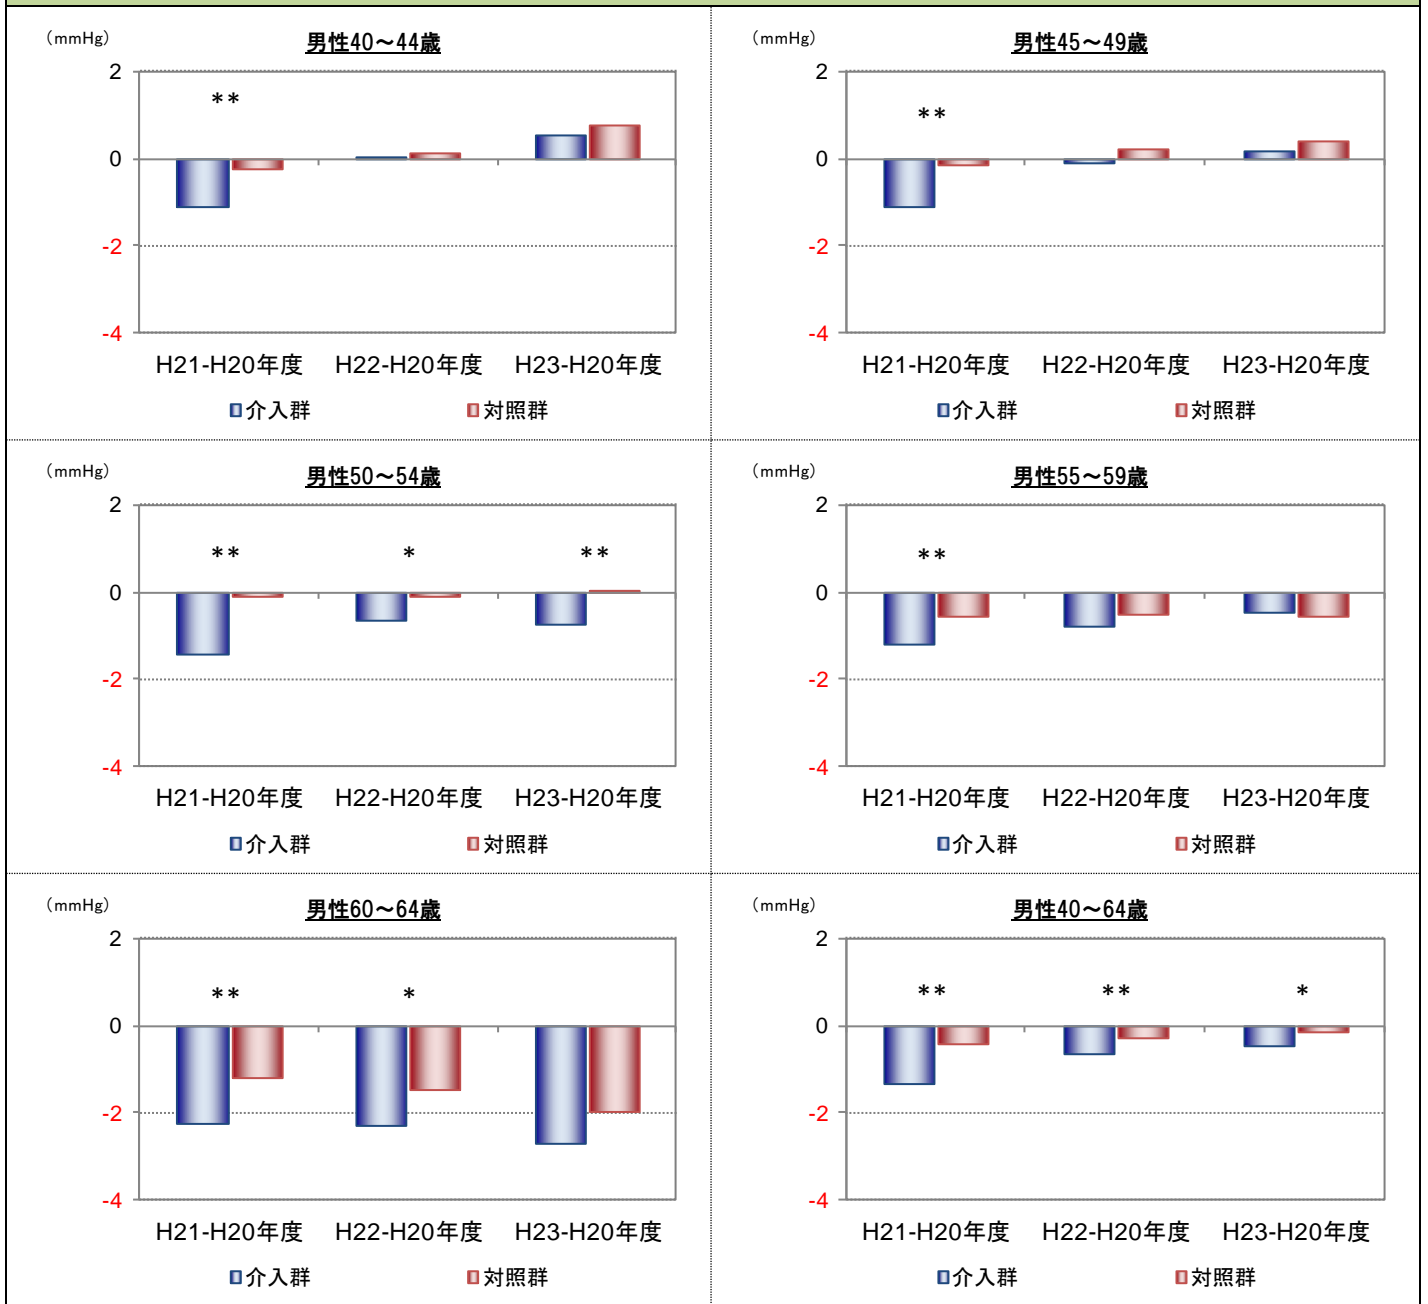 （mmHg）
男性40～44歳
2
**
0
-2
-4
H21-H20年度 H22-H20年度 H23-H20年度
介入群 対照群
（mmHg）
男性45～49歳
2
**
0
-2
-4
H21-H20年度 H22-H20年度 H23-H20年度
介入群 対照群
（mmHg）
男性50～54歳
2
** * **
0
-2
-4
H21-H20年度 H22-H20年度 H23-H20年度
介入群 対照群
（mmHg）
男性55～59歳
2
**
0
-2
-4
H21-H20年度 H22-H20年度 H23-H20年度
介入群 対照群
（mmHg）
男性60～64歳
2
** *
0
-2
-4
H21-H20年度 H22-H20年度 H23-H20年度
介入群 対照群
（mmHg）
男性40～64歳
2
** ** *
0
-2
-4
H21-H20年度 H22-H20年度 H23-H20年度
介入群 対照群